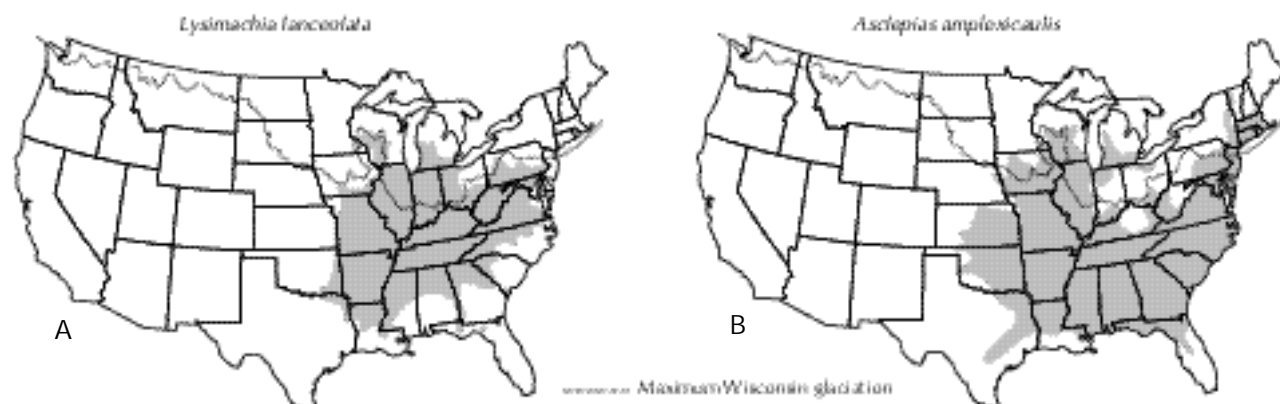 Lysimachia lanceolata
Asclepias amplexicaulis
A
B
Maximum Wisconsin glaciation